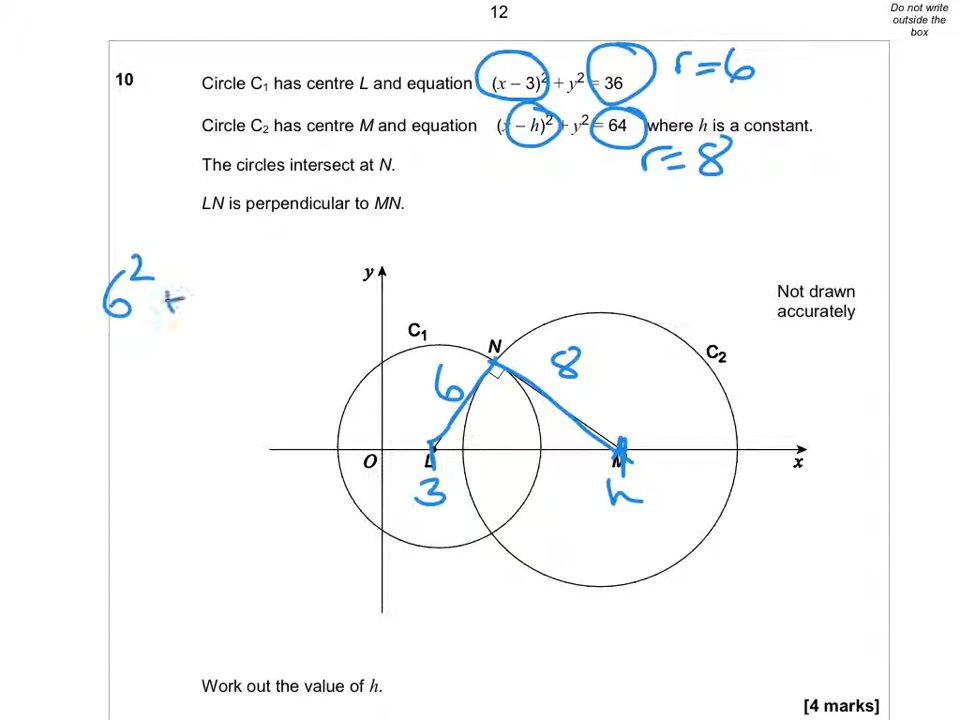 12
Do not write
outside the
box
10
Circle C₁ has centre L and equation (x – 3)² + y² = 36
r = 6
Circle C₂ has centre M and equation (x – h)² + y² = 64 where h is a constant.
r = 8
The circles intersect at N.
LN is perpendicular to MN.
6² +
y
Not drawn
accurately
C₁
N
C₂
6
8
O
L
M
x
3
h
Work out the value of h.
[4 marks]